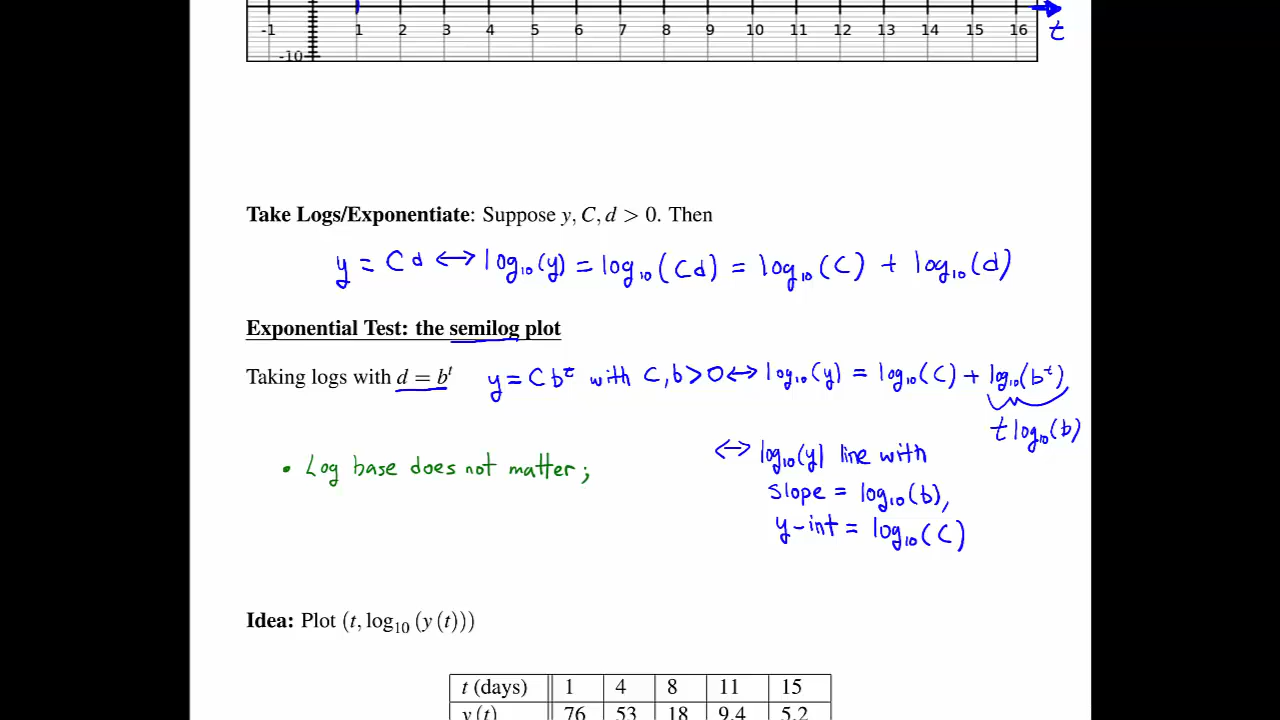 -1 1 2 3 4 5 6 7 8 9 10 11 12 13 14 15 16 t
-10
Take Logs/Exponentiate: Suppose y, C, d > 0. Then
y = Cd ↔ log₁₀(y) = log₁₀(Cd) = log₁₀(C) + log₁₀(d)
Exponential Test: the semilog plot
Taking logs with d = bᵗ y = Cbᵗ with C, b > 0 ↔ log₁₀(y) = log₁₀(C) + log₁₀(bᵗ)
t log₁₀(b)
↔ log₁₀(y) line with
• Log base does not matter;
slope = log₁₀(b),
y-int = log₁₀(C)
Idea: Plot (t, log₁₀(y(t)))
t (days) 1 4 8 11 15
y(t) 76 53 18 9.4 5.2